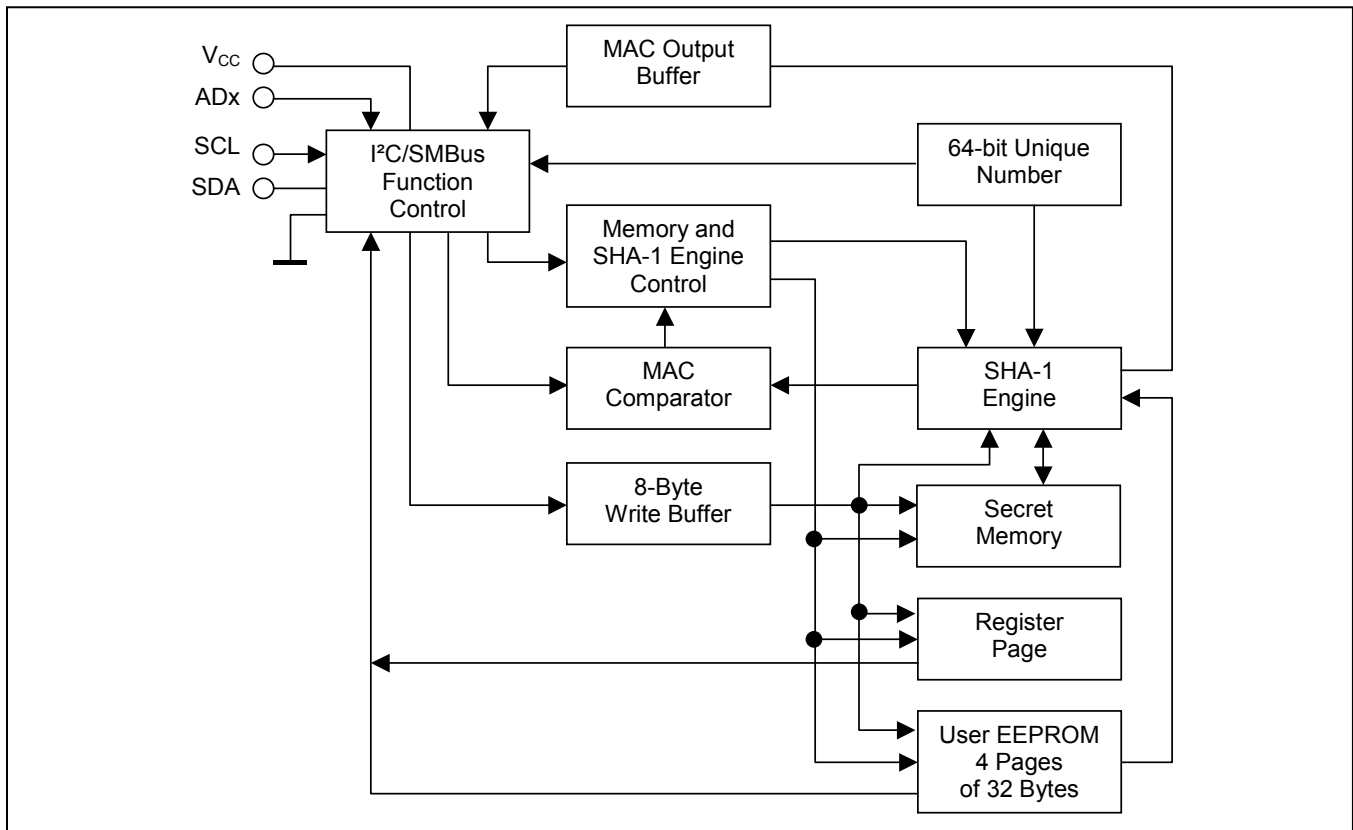 V_CC
ADx
SCL
SDA
MAC Output
Buffer
I²C/SMBus
Function
Control
64-bit Unique
Number
Memory and
SHA-1 Engine
Control
MAC
Comparator
SHA-1
Engine
8-Byte
Write Buffer
Secret
Memory
Register
Page
User EEPROM
4 Pages
of 32 Bytes